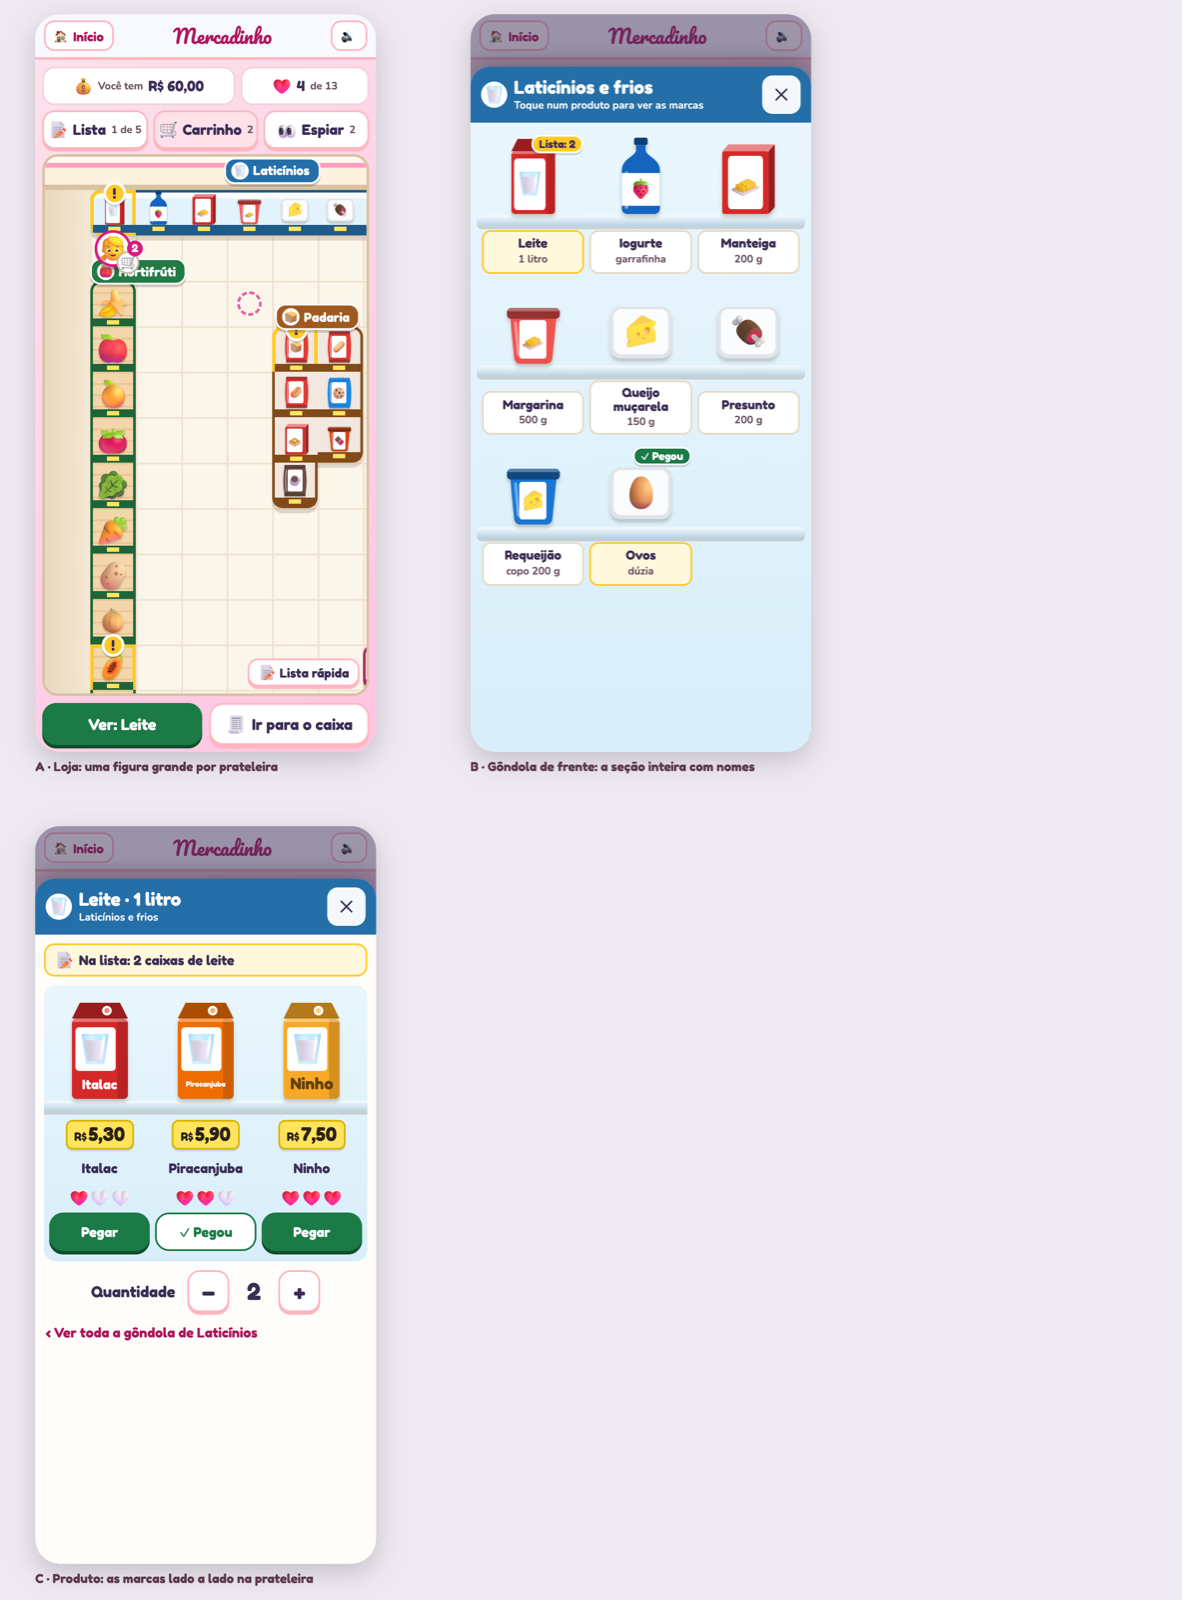 Início
Mercadinho
Você tem R$ 60,00
4 de 13
Lista 1 de 5
Carrinho 2
Espiar 2
Laticínios
!
2
Hortifrúti
Padaria
!
Lista rápida
Ver: Leite
Ir para o caixa
A · Loja: uma figura grande por prateleira
Início
Mercadinho
Laticínios e frios
Toque num produto para ver as marcas
Lista: 2
Leite
1 litro
Iogurte
garrafinha
Manteiga
200 g
Margarina
500 g
Queijo
muçarela
150 g
Presunto
200 g
✓ Pegou
Requeijão
copo 200 g
Ovos
dúzia
B · Gôndola de frente: a seção inteira com nomes
Início
Mercadinho
Leite · 1 litro
Laticínios e frios
Na lista: 2 caixas de leite
Italac
Piracanjuba
Ninho
R$ 5,30
R$ 5,90
R$ 7,50
Italac
Piracanjuba
Ninho
Pegar
✓ Pegou
Pegar
Quantidade − 2 +
‹ Ver toda a gôndola de Laticínios
C · Produto: as marcas lado a lado na prateleira